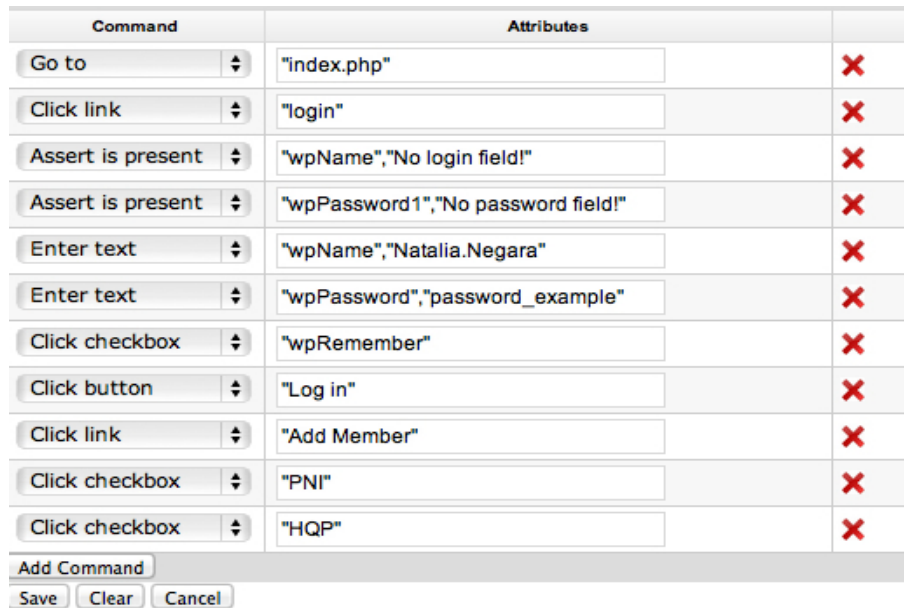 Command Attributes
Go to "index.php"
Click link "login"
Assert is present "wpName","No login field!"
Assert is present "wpPassword1","No password field!"
Enter text "wpName","Natalia.Negara"
Enter text "wpPassword","password_example"
Click checkbox "wpRemember"
Click button "Log in"
Click link "Add Member"
Click checkbox "PNI"
Click checkbox "HQP"
Add Command
Save Clear Cancel